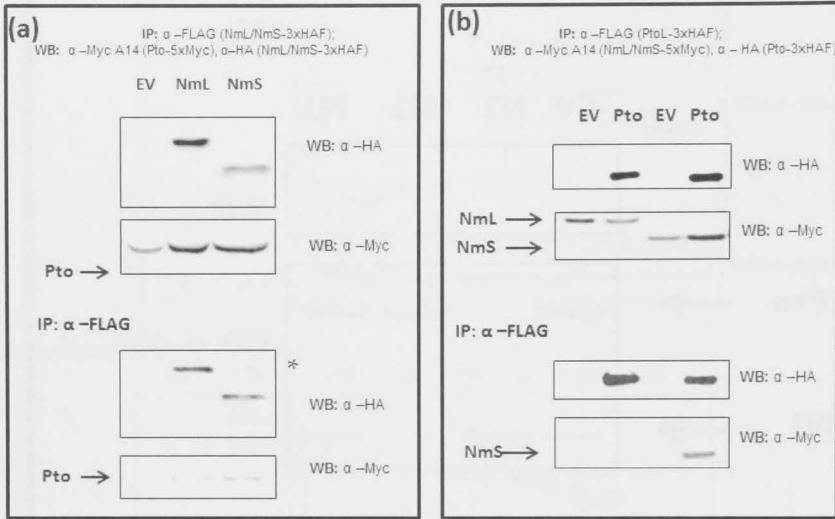 (a)
IP: α –FLAG (NmL/NmS-3xHAF);
WB: α –Myc A14 (Pto-5xMyc), α–HA (NmL/NmS-3xHAF)
EV NmL NmS
WB: α –HA
WB: α –Myc
Pto
IP: α –FLAG
*
WB: α –HA
Pto
WB: α –Myc
(b)
IP: α –FLAG (PtoL-3xHAF);
WB: α –Myc A14 (NmL/NmS-5xMyc), α – HA (Pto-3xHAF)
EV Pto EV Pto
WB: α –HA
NmL
WB: α –Myc
NmS
IP: α –FLAG
WB: α –HA
WB: α –Myc
NmS